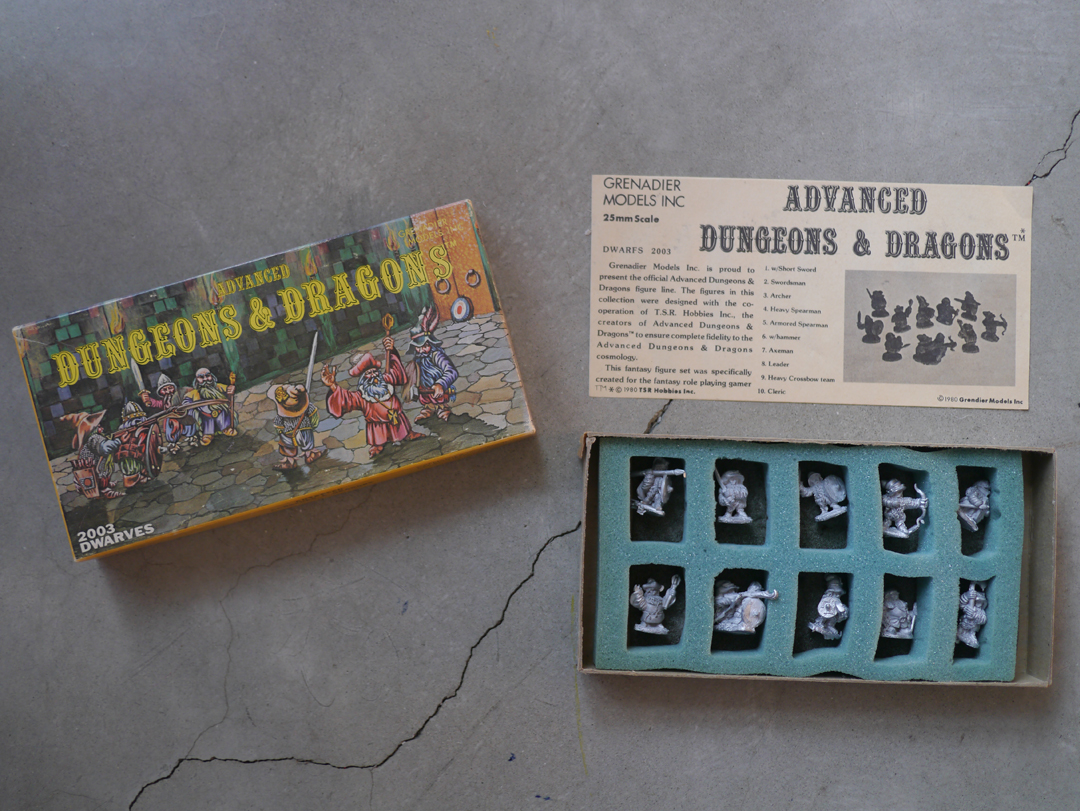 GRENADIER
MODELS INC
ADVANCED
DUNGEONS & DRAGONS™
2003
DWARVES
GRENADIER
MODELS INC
25mm Scale
ADVANCED
DUNGEONS & DRAGONS™
DWARFS 2003
Grenadier Models Inc. is proud to
present the official Advanced Dungeons &
Dragons figure line. The figures in this
collection were designed with the co-
operation of T.S.R. Hobbies Inc., the
creators of Advanced Dungeons &
Dragons™ to ensure complete fidelity to the
Advanced Dungeons & Dragons
cosmology.
This fantasy figure set was specifically
created for the fantasy role playing gamer
TM ® © 1980 TSR Hobbies Inc.
1. w/Short Sword
2. Swordsman
3. Archer
4. Heavy Spearman
5. Armored Spearman
6. w/hammer
7. Axeman
8. Leader
9. Heavy Crossbow team
10. Cleric
© 1980 Grendier Models Inc